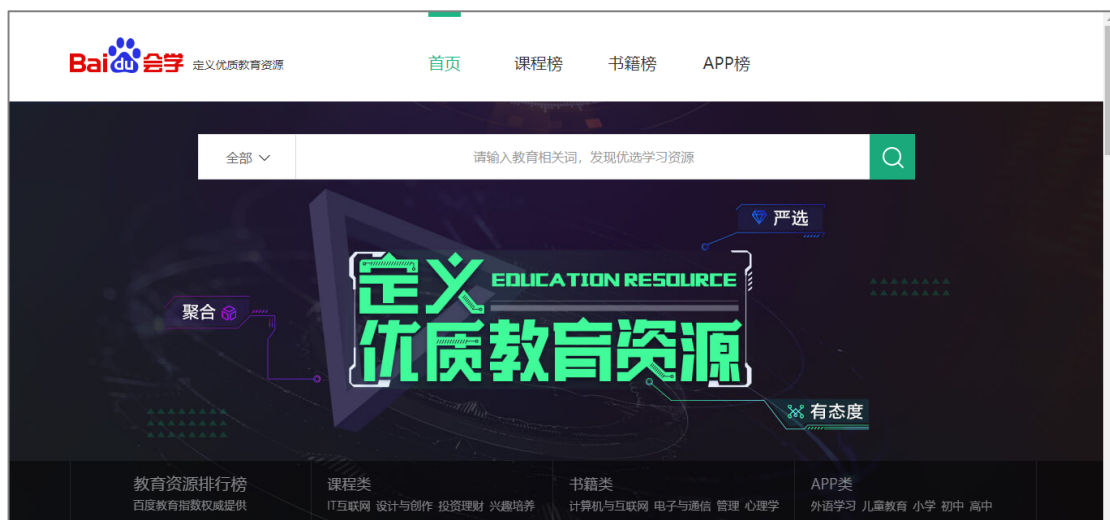 Baidu会学 定义优质教育资源 首页 课程榜 书籍榜 APP榜
全部 请输入教育相关词，发现优选学习资源
严选
定义 EDUCATION RESOURCE
聚合
优质教育资源
有态度
教育资源排行榜 课程类 书籍类 APP类
百度教育指数权威提供 IT互联网 设计与创作 投资理财 兴趣培养 计算机与互联网 电子与通信 管理 心理学 外语学习 儿童教育 小学 初中 高中